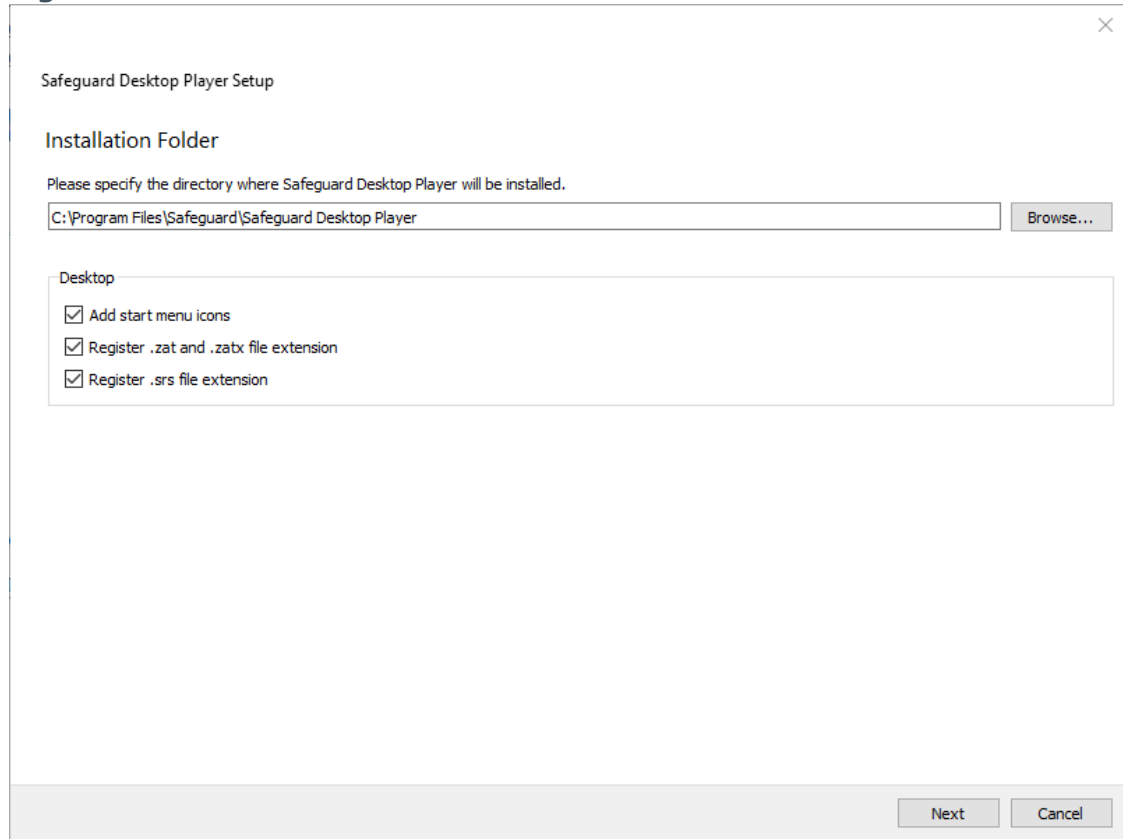 Safeguard Desktop Player Setup
Installation Folder
Please specify the directory where Safeguard Desktop Player will be installed.
C:\Program Files\Safeguard\Safeguard Desktop Player
Browse...
Desktop
Add start menu icons
Register .zat and .zatx file extension
Register .srs file extension
Next
Cancel